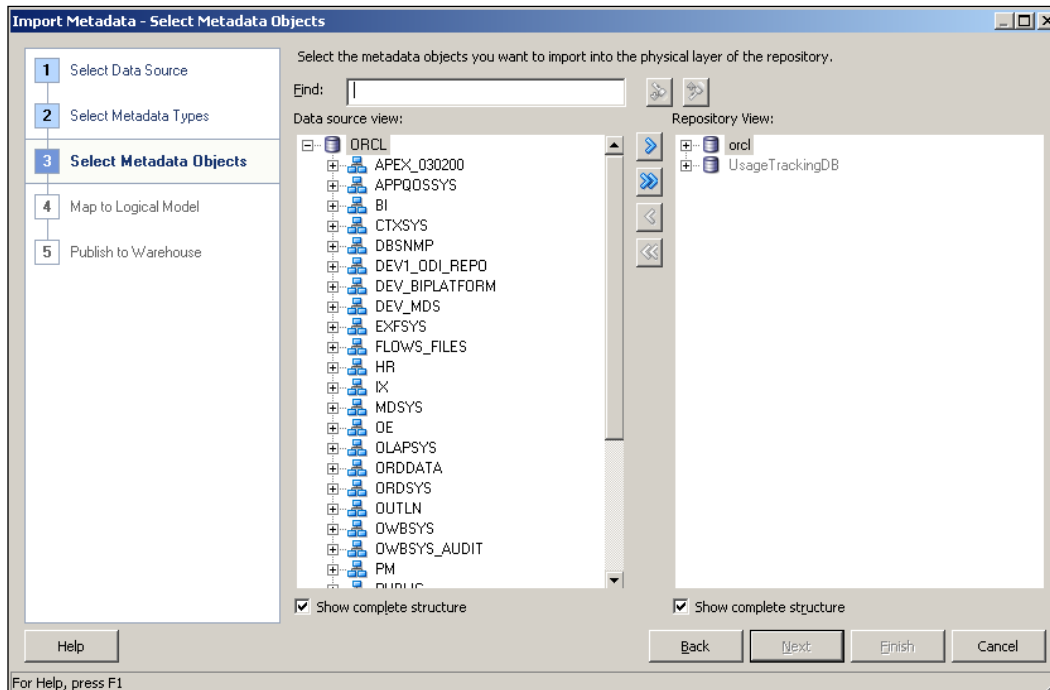 Import Metadata - Select Metadata Objects
1 Select Data Source
2 Select Metadata Types
3 Select Metadata Objects
4 Map to Logical Model
5 Publish to Warehouse
Select the metadata objects you want to import into the physical layer of the repository.
Find:
Data source view:
ORCL
APEX_030200
APPQOSSYS
BI
CTXSYS
DBSNMP
DEV1_ODI_REPO
DEV_BIPLATFORM
DEV_MDS
EXFSYS
FLOWS_FILES
HR
IX
MDSYS
OE
OLAPSYS
ORDDATA
ORDSYS
OUTLN
OWBSYS
OWBSYS_AUDIT
PM
PUBLIC
Show complete structure
Repository View:
orcl
UsageTrackingDB
Show complete structure
Help
Back
Next
Finish
Cancel
For Help, press F1